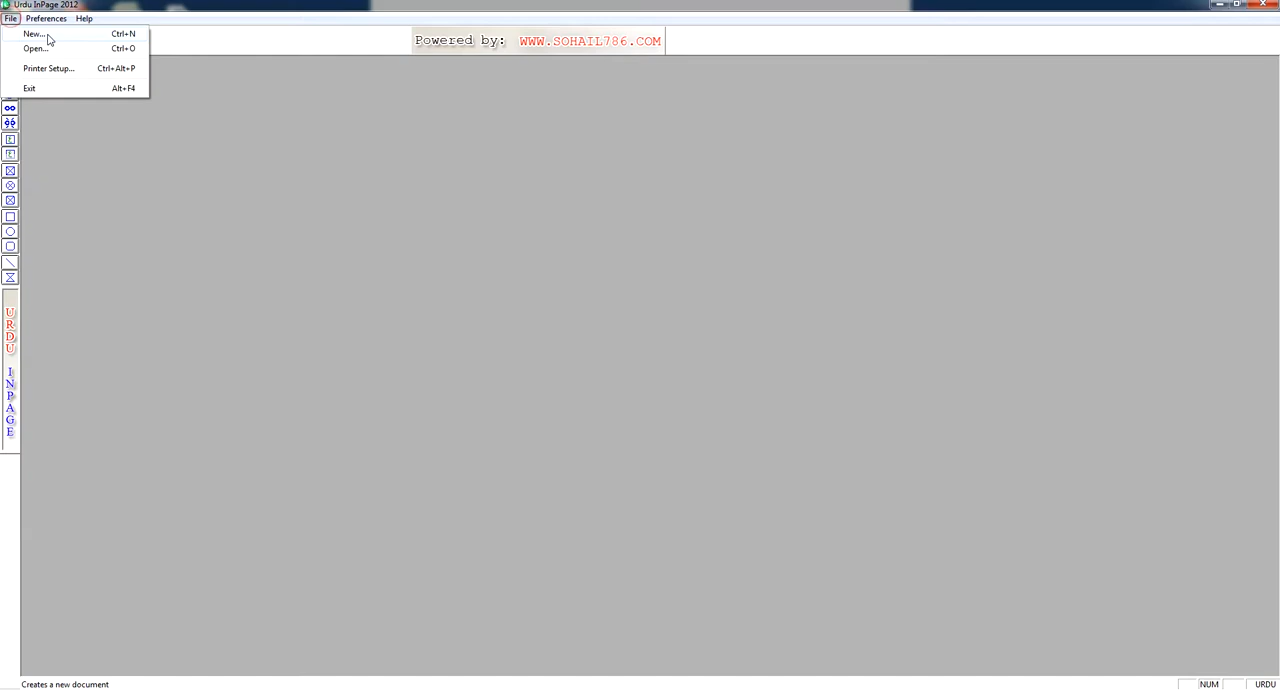 Urdu InPage 2012
File Preferences Help
New... Ctrl+N
Open... Ctrl+O
Printer Setup... Ctrl+Alt+P
Exit Alt+F4
Powered by: WWW.SOHAIL786.COM
URDU INPAGE
Creates a new document
NUM
URDU